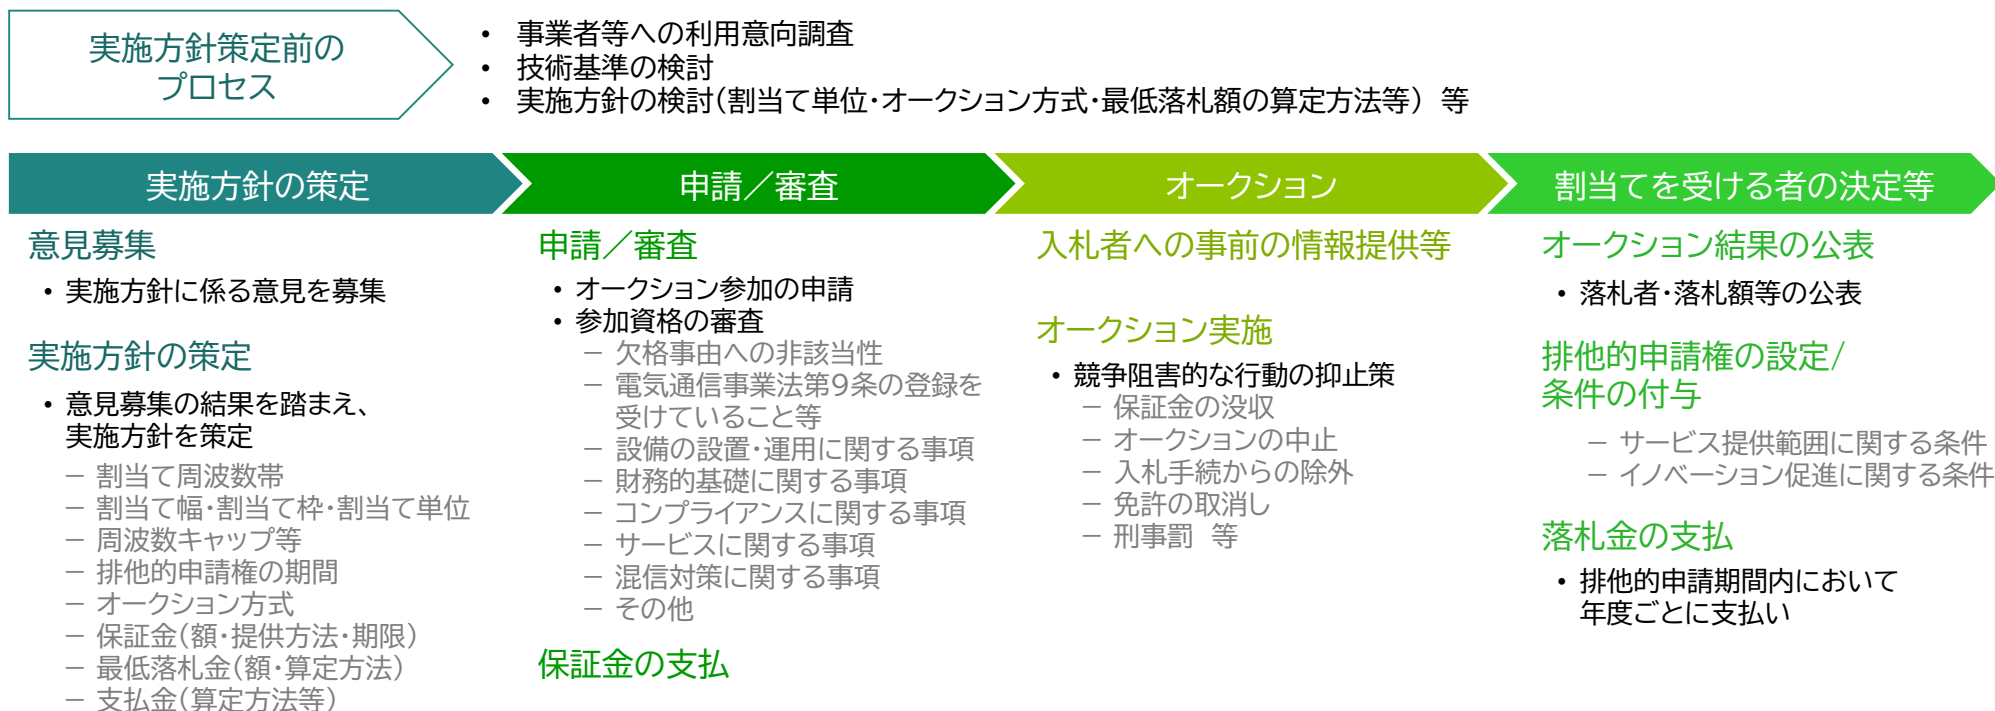 実施方針策定前の
プロセス
• 事業者等への利用意向調査
• 技術基準の検討
• 実施方針の検討(割当て単位・オークション方式・最低落札額の算定方法等) 等
実施方針の策定
意見募集
• 実施方針に係る意見を募集
実施方針の策定
• 意見募集の結果を踏まえ、
実施方針を策定
－ 割当て周波数帯
－ 割当て幅・割当て枠・割当て単位
－ 周波数キャップ等
－ 排他的申請権の期間
－ オークション方式
－ 保証金(額・提供方法・期限)
－ 最低落札金(額・算定方法)
－ 支払金(算定方法等)
申請／審査
申請／審査
• オークション参加の申請
• 参加資格の審査
－ 欠格事由への非該当性
－ 電気通信事業法第9条の登録を
受けていること等
－ 設備の設置・運用に関する事項
－ 財務的基礎に関する事項
－ コンプライアンスに関する事項
－ サービスに関する事項
－ 混信対策に関する事項
－ その他
保証金の支払
オークション
入札者への事前の情報提供等
オークション実施
• 競争阻害的な行動の抑止策
－ 保証金の没収
－ オークションの中止
－ 入札手続からの除外
－ 免許の取消し
－ 刑事罰 等
割当てを受ける者の決定等
オークション結果の公表
• 落札者・落札額等の公表
排他的申請権の設定/
条件の付与
－ サービス提供範囲に関する条件
－ イノベーション促進に関する条件
落札金の支払
• 排他的申請期間内において
年度ごとに支払い